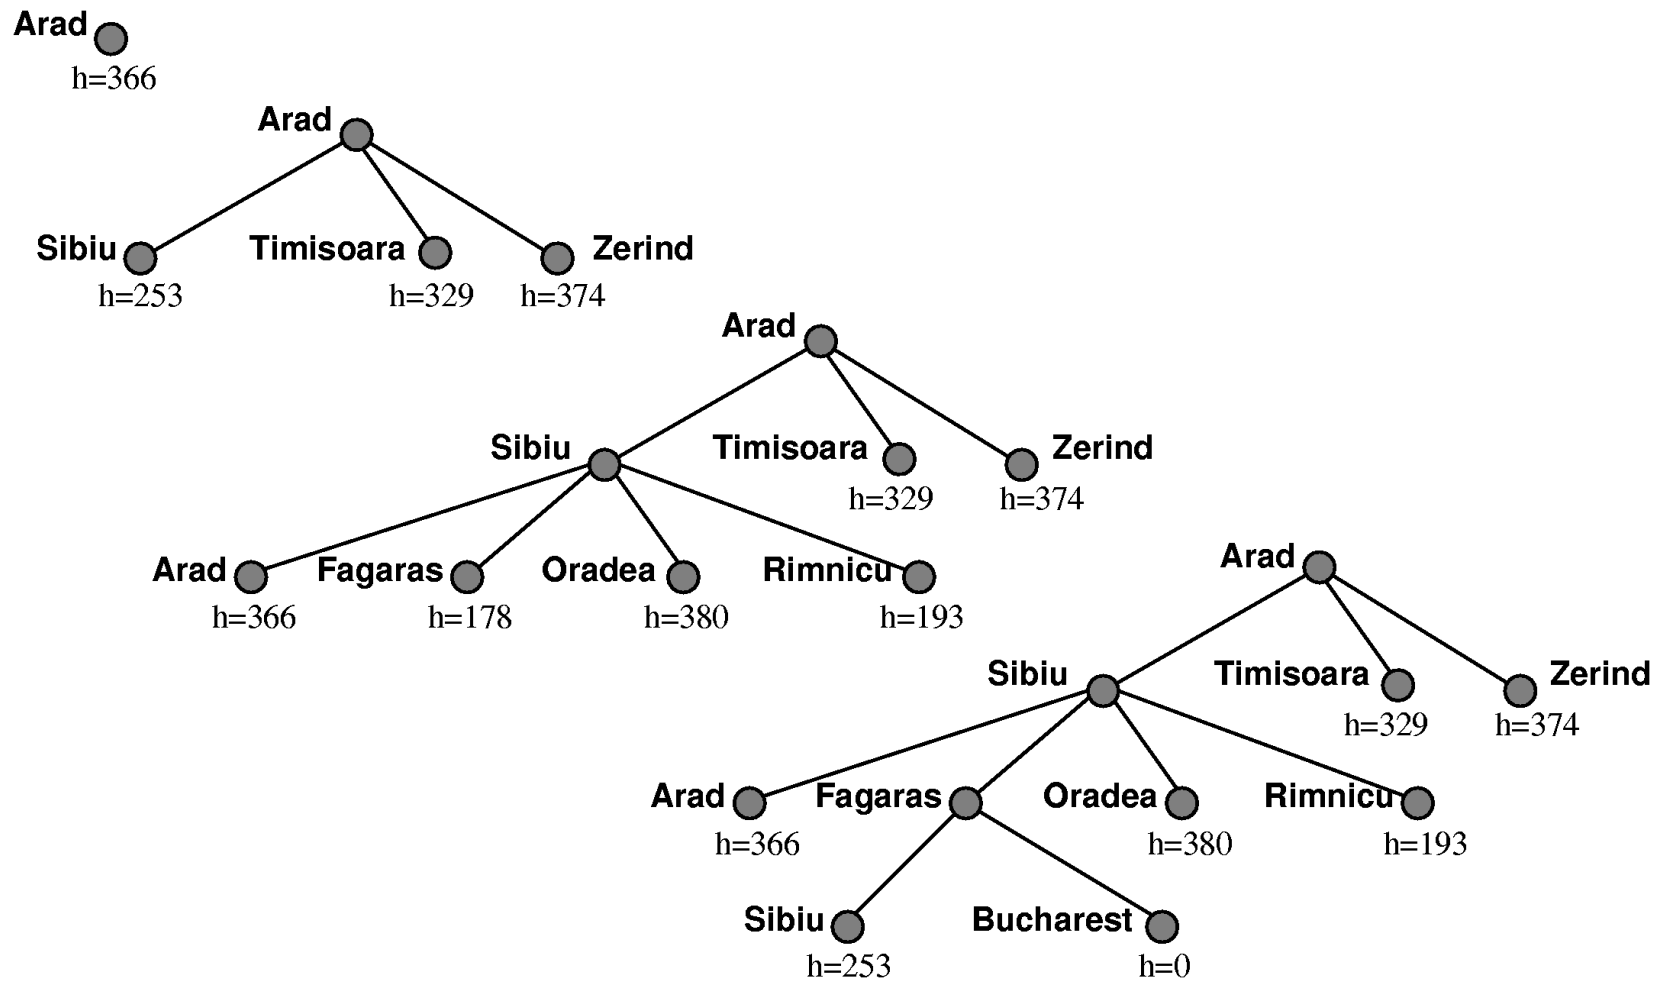 Arad
h=366
Arad
Sibiu Timisoara Zerind
h=253 h=329 h=374
Arad
Sibiu Timisoara Zerind
h=329 h=374
Arad Fagaras Oradea Rimnicu
h=366 h=178 h=380 h=193
Arad
Sibiu Timisoara Zerind
h=329 h=374
Arad Fagaras Oradea Rimnicu
h=366 h=380 h=193
Sibiu Bucharest
h=253 h=0